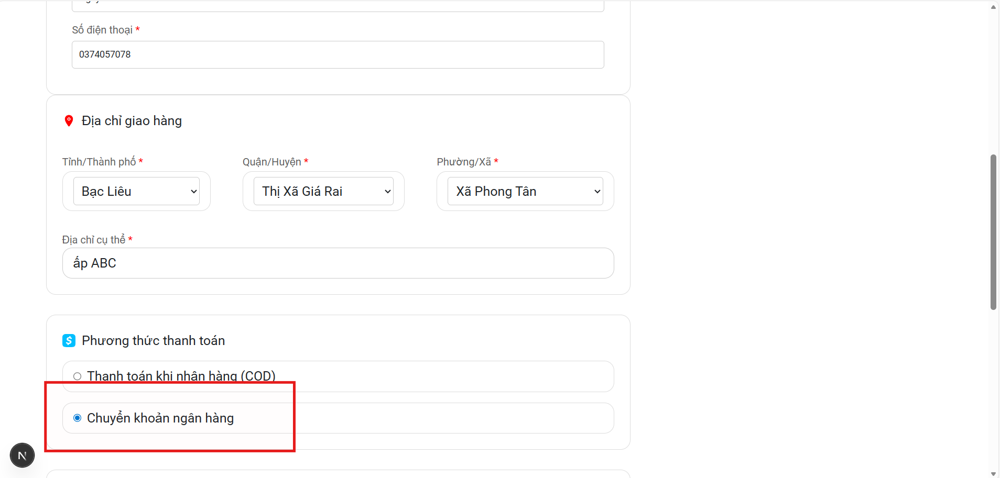 Số điện thoại *
0374057078
Địa chỉ giao hàng
Tỉnh/Thành phố * Quận/Huyện * Phường/Xã *
Bạc Liêu Thị Xã Giá Rai Xã Phong Tân
Địa chỉ cụ thể *
ấp ABC
$ Phương thức thanh toán
Thanh toán khi nhận hàng (COD)
Chuyển khoản ngân hàng
N